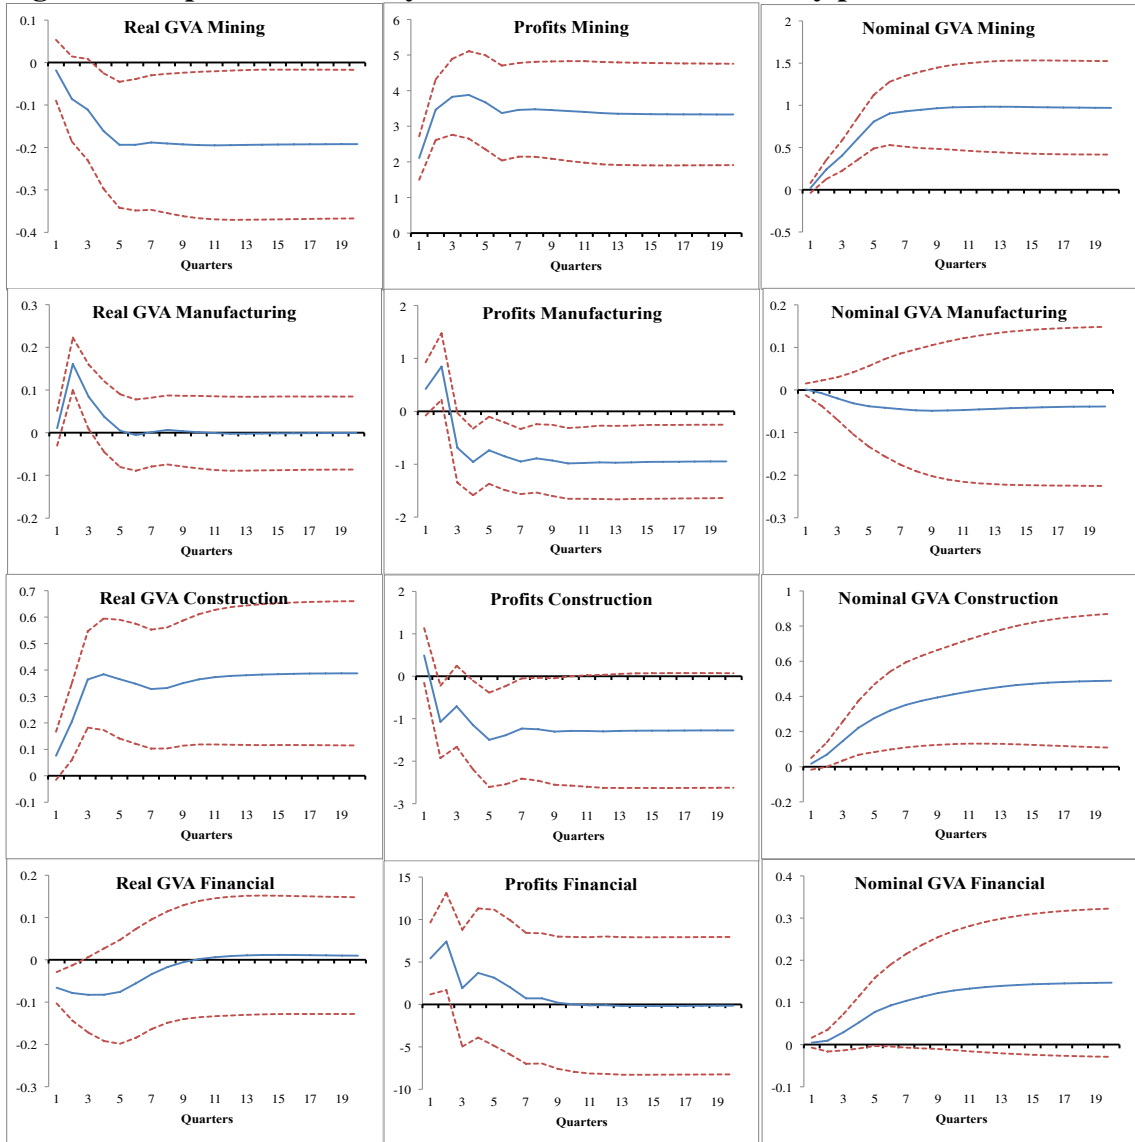 Real GVA Mining
0.1
0
-0.1
-0.2
-0.3
-0.4
1 3 5 7 9 11 13 15 17 19
Quarters
Profits Mining
6
5
4
3
2
1
0
1 3 5 7 9 11 13 15 17 19
Quarters
Nominal GVA Mining
2
1.5
1
0.5
0
-0.5
1 3 5 7 9 11 13 15 17 19
Quarters
Real GVA Manufacturing
0.3
0.2
0.1
0
-0.1
-0.2
1 3 5 7 9 11 13 15 17 19
Quarters
Profits Manufacturing
2
1
0
-1
-2
1 3 5 7 9 11 13 15 17 19
Quarters
Nominal GVA Manufacturing
0.2
0.1
0
-0.1
-0.2
-0.3
1 3 5 7 9 11 13 15 17 19
Quarters
Real GVA Construction
0.7
0.6
0.5
0.4
0.3
0.2
0.1
0
-0.1
1 3 5 7 9 11 13 15 17 19
Quarters
Profits Construction
2
1
0
-1
-2
-3
1 3 5 7 9 11 13 15 17 19
Quarters
Nominal GVA Construction
1
0.8
0.6
0.4
0.2
0
-0.2
1 3 5 7 9 11 13 15 17 19
Quarters
Real GVA Financial
0.2
0.1
0
-0.1
-0.2
-0.3
1 3 5 7 9 11 13 15 17 19
Quarters
Profits Financial
15
10
5
0
-5
-10
1 3 5 7 9 11 13 15 17 19
Quarters
Nominal GVA Financial
0.4
0.3
0.2
0.1
0
-0.1
1 3 5 7 9 11 13 15 17 19
Quarters